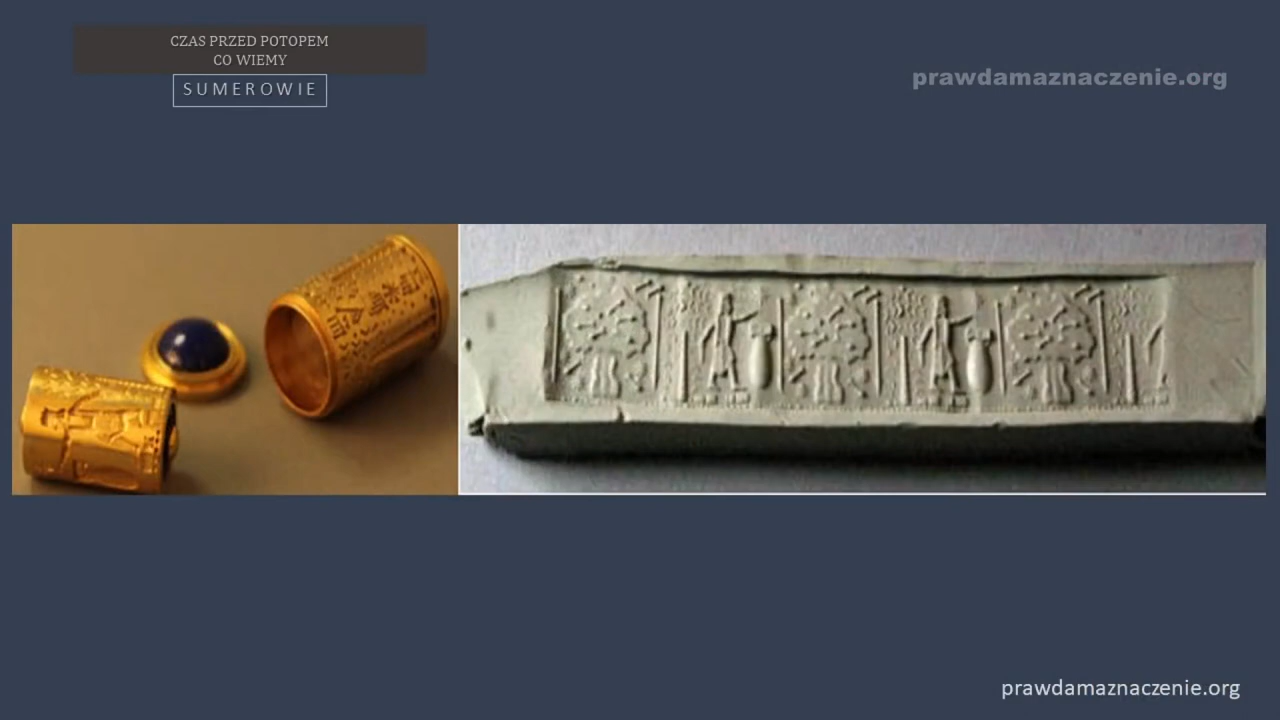 CZAS PRZED POTOPEM
CO WIEMY
SUMEROWIE
prawdamaznaczenie.org
prawdamaznaczenie.org